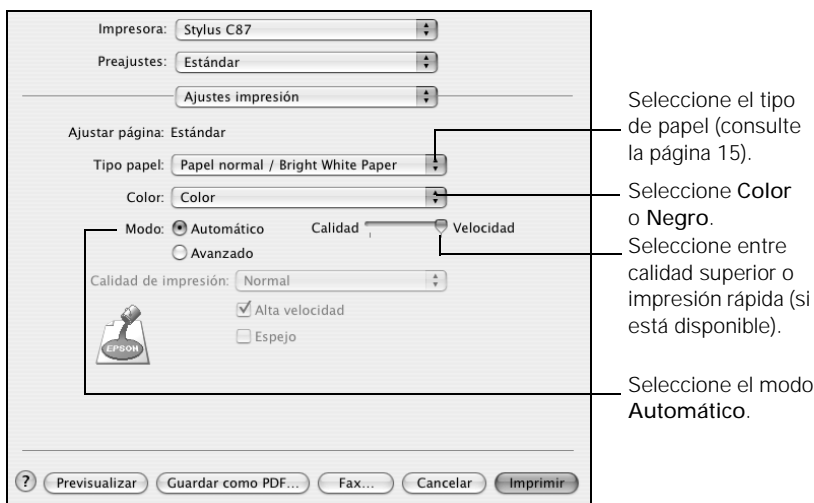 Impresora: Stylus C87
Preajustes: Estándar
Ajustes impresión
Ajustar página: Estándar
Tipo papel: Papel normal / Bright White Paper
Color: Color
Modo: Automático Calidad Velocidad
Avanzado
Calidad de impresión: Normal
Alta velocidad
Espejo
EPSON
? Previsualizar Guardar como PDF... Fax... Cancelar Imprimir
Seleccione el tipo
de papel (consulte
la página 15).
Seleccione Color
o Negro.
Seleccione entre
calidad superior o
impresión rápida (si
está disponible).
Seleccione el modo
Automático.